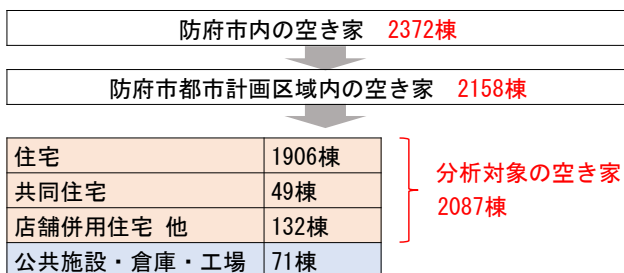 防府市内の空き家 2372棟
防府市都市計画区域内の空き家 2158棟
住宅 1906棟
共同住宅 49棟
店舗併用住宅 他 132棟
公共施設・倉庫・工場 71棟
分析対象の空き家
2087棟